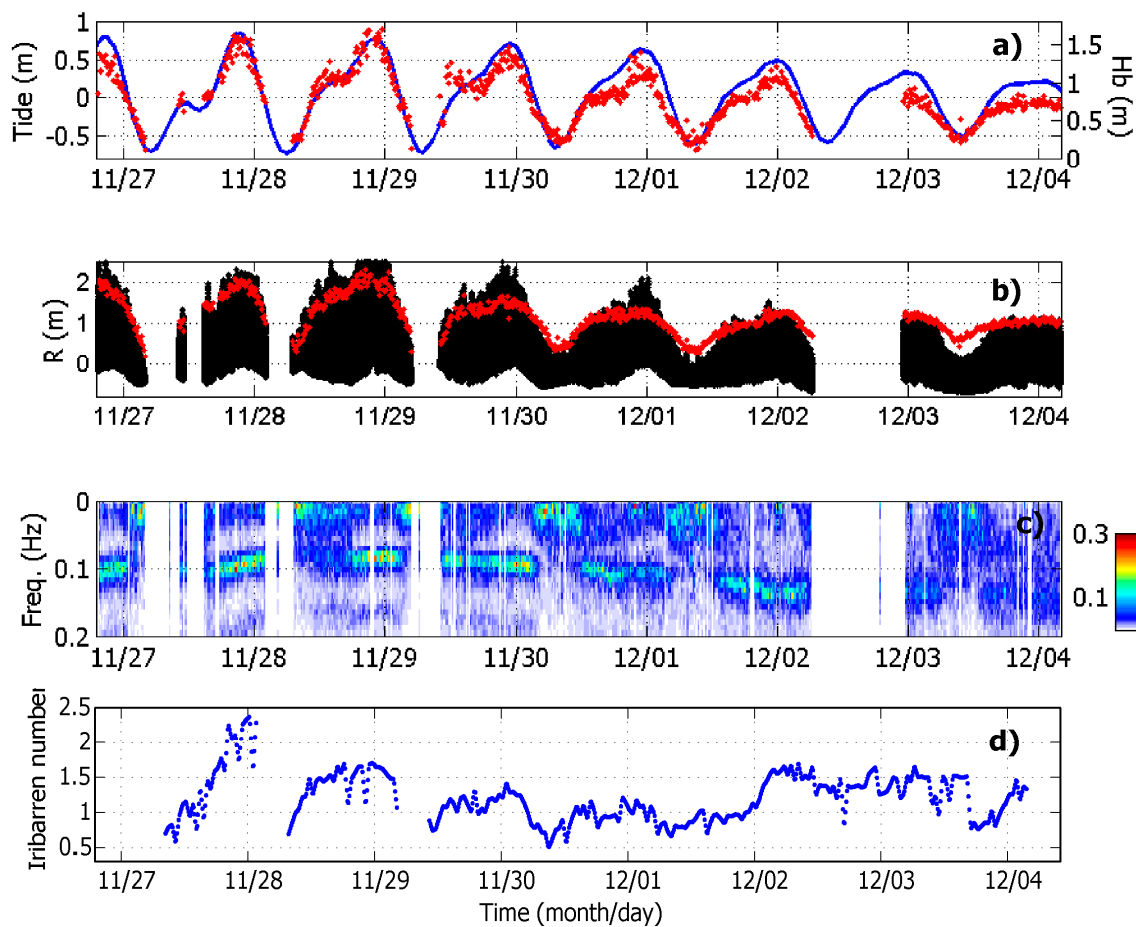 a)
Tide (m)
1
0.5
0
-0.5
Hb (m)
1.5
1
0.5
0
11/27 11/28 11/29 11/30 12/01 12/02 12/03 12/04
b)
R (m)
2
1
0
11/27 11/28 11/29 11/30 12/01 12/02 12/03 12/04
c)
Freq. (Hz)
0
0.1
0.2
0.3
0.1
11/27 11/28 11/29 11/30 12/01 12/02 12/03 12/04
d)
Iribarren number
2.5
2
1.5
1
0.5
11/27 11/28 11/29 11/30 12/01 12/02 12/03 12/04
Time (month/day)